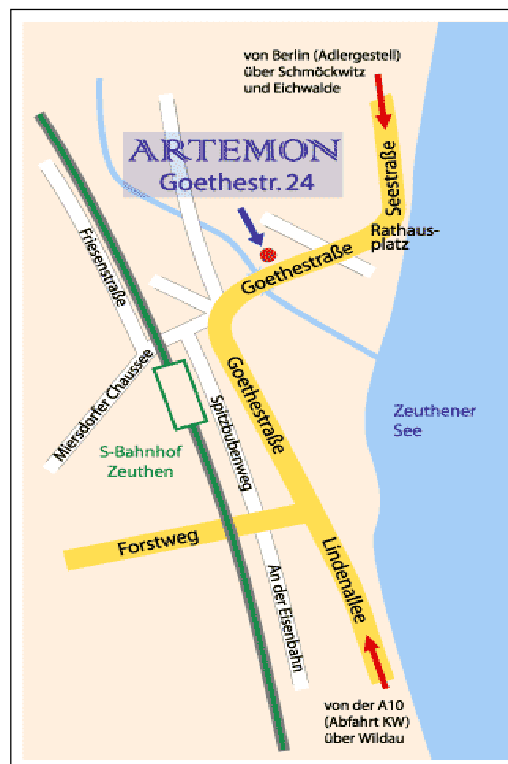 von Berlin (Adlergestell)
über Schmöckwitz
und Eichwalde
ARTEMON
Goethestr. 24
Seestraße
Rathaus-
platz
Friesenstraße
Goethestraße
Miersdorfer Chaussee
Goethestraße
Zeuthener
See
Spitzbubenweg
S-Bahnhof
Zeuthen
Forstweg
Lindenallee
An der Eisenbahn
von der A10
(Abfahrt KW)
über Wildau